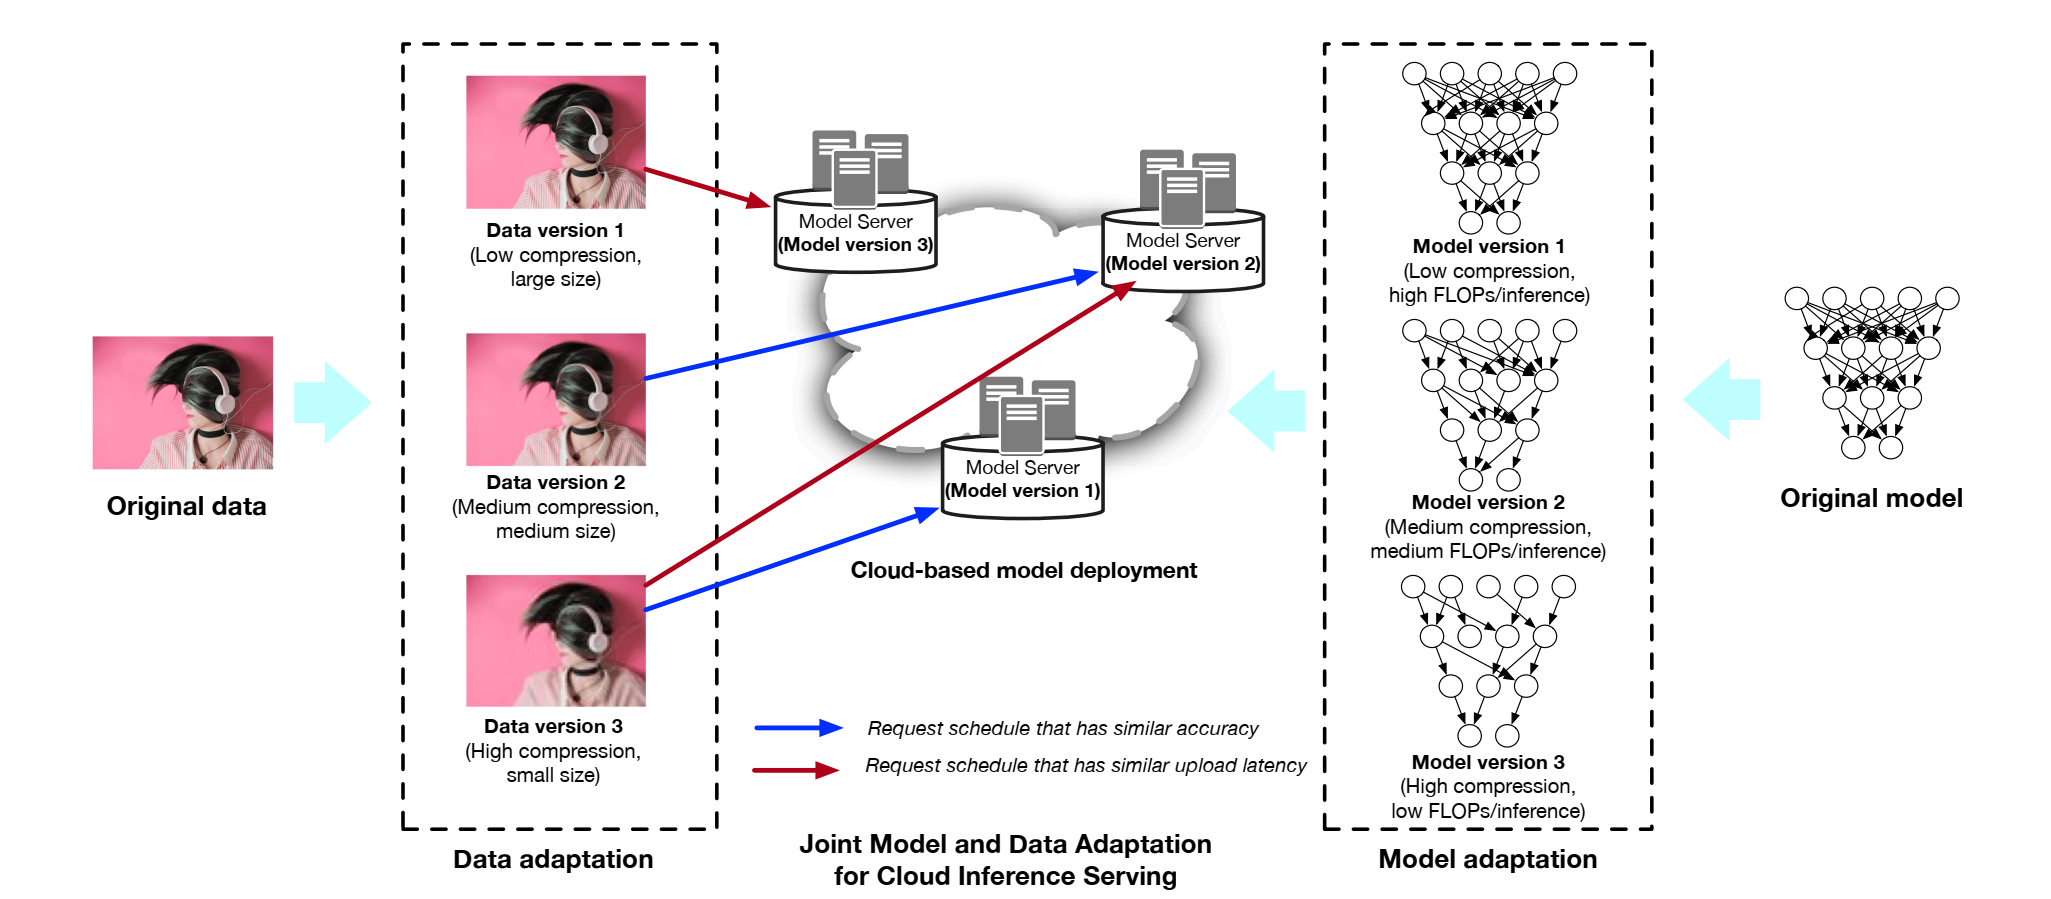 Original data
Data version 1
(Low compression,
large size)
Data version 2
(Medium compression,
medium size)
Data version 3
(High compression,
small size)
Data adaptation
Model Server
(Model version 3)
Model Server
(Model version 2)
Model Server
(Model version 1)
Cloud-based model deployment
Request schedule that has similar accuracy
Request schedule that has similar upload latency
Joint Model and Data Adaptation
for Cloud Inference Serving
Model version 1
(Low compression,
high FLOPs/inference)
Model version 2
(Medium compression,
medium FLOPs/inference)
Model version 3
(High compression,
low FLOPs/inference)
Model adaptation
Original model